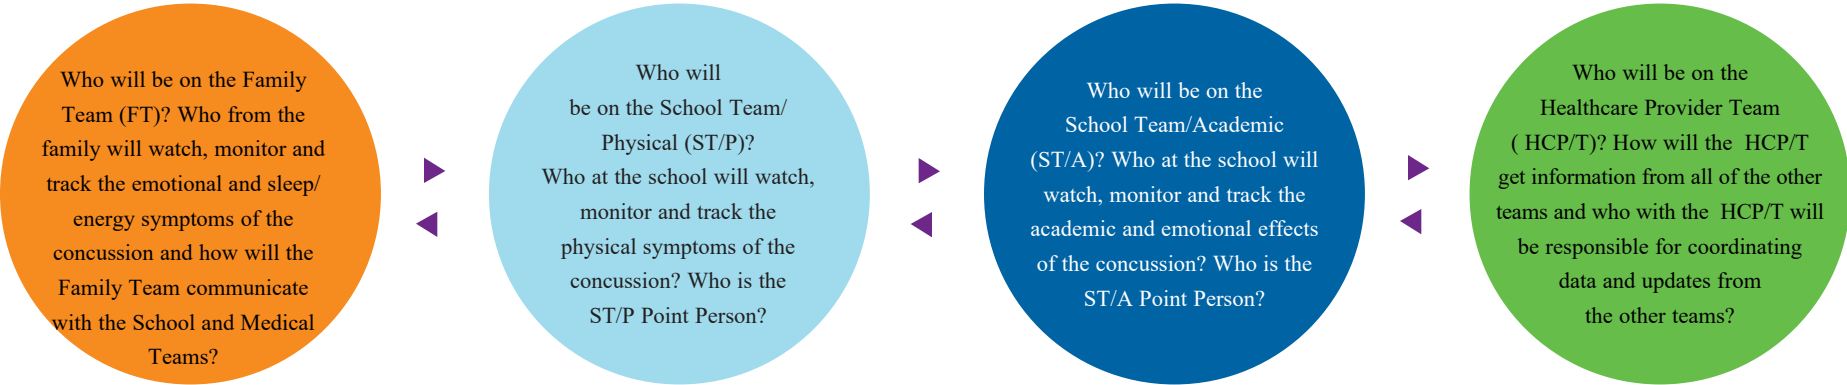 Who will be on the Family
Team (FT)? Who from the
family will watch, monitor and
track the emotional and sleep/
energy symptoms of the
concussion and how will the
Family Team communicate
with the School and Medical
Teams?
Who will
be on the School Team/
Physical (ST/P)?
Who at the school will watch,
monitor and track the
physical symptoms of the
concussion? Who is the
ST/P Point Person?
Who will be on the
School Team/Academic
(ST/A)? Who at the school will
watch, monitor and track the
academic and emotional effects
of the concussion? Who is the
ST/A Point Person?
Who will be on the
Healthcare Provider Team
( HCP/T)? How will the HCP/T
get information from all of the other
teams and who with the HCP/T will
be responsible for coordinating
data and updates from
the other teams?